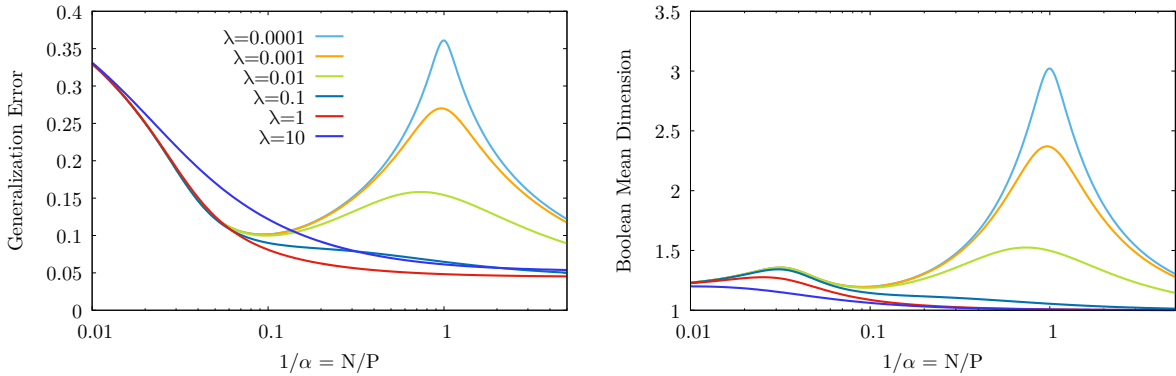 0.4
0.35
0.3
0.25
0.2
0.15
0.1
0.05
0
Generalization Error
λ=0.0001
λ=0.001
λ=0.01
λ=0.1
λ=1
λ=10
0.01
0.1
1
1/α = N/P
3.5
3
2.5
2
1.5
1
Boolean Mean Dimension
0.01
0.1
1
1/α = N/P